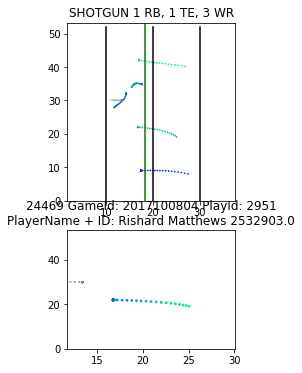 SHOTGUN 1 RB, 1 TE, 3 WR
50
40
30
20
10
0
10 20 30
24469 GameId: 2017100804 PlayId: 2951
PlayerName + ID: Rishard Matthews 2532903.0
40
20
0
15 20 25 30